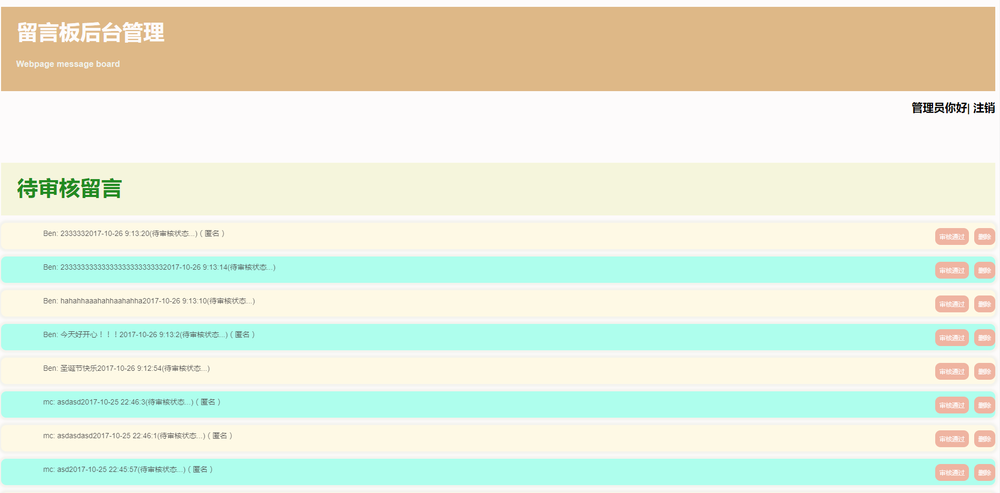 留言板后台管理
Webpage message board
管理员你好| 注销
待审核留言
Ben: 2333332017-10-26 9:13:20(待审核状态...) ( 匿名 ) 审核通过 删除
Ben: 233333333333333333333333332017-10-26 9:13:14(待审核状态...) 审核通过 删除
Ben: hahahhaaahahhaahahha2017-10-26 9:13:10(待审核状态...) 审核通过 删除
Ben: 今天好开心！！！2017-10-26 9:13:2(待审核状态...) ( 匿名 ) 审核通过 删除
Ben: 圣诞节快乐2017-10-26 9:12:54(待审核状态...) 审核通过 删除
mc: asdasd2017-10-25 22:46:3(待审核状态...) ( 匿名 ) 审核通过 删除
mc: asdasdasd2017-10-25 22:46:1(待审核状态...) ( 匿名 ) 审核通过 删除
mc: asd2017-10-25 22:45:57(待审核状态...) ( 匿名 ) 审核通过 删除